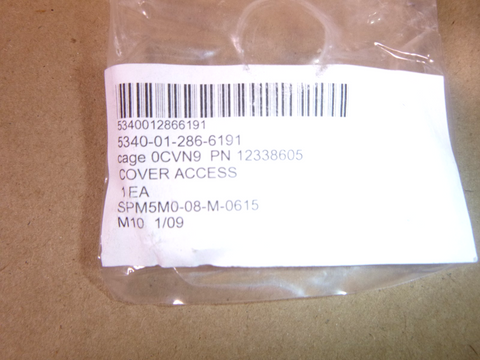 5340012866191
5340-01-286-6191
cage 0CVN9 PN 12338605
COVER ACCESS
1EA
SPM5M0-08-M-0615
M10 1/09